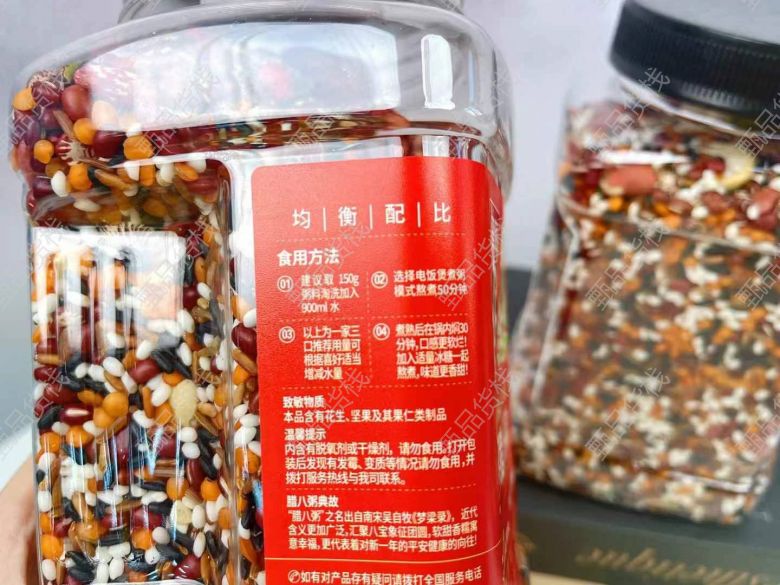 均|衡|配|比
食用方法
01 建议取 150g
粥料淘洗加入
900ml 水
02 选择电饭煲煮粥
模式熬煮50分钟
03 以上为一家三
口推荐用量可
根据喜好适当
增减水量
04 煮熟后在锅内焖30
分钟，口感更软烂！
加入适量冰糖一起
熬煮，味道更香甜！
致敏物质
本品含有花生、坚果及其果仁类制品
温馨提示
内含有脱氧剂或干燥剂，请勿食用。打开包
装后发现有发霉、变质等情况请勿食用，并
拨打服务热线与我司联系。
腊八粥典故
“腊八粥”之名出自南宋吴自牧《梦梁录》，近代
含义更加广泛，汇聚八宝象征团圆，软甜香糯寓
意幸福，更代表着对新一年的平安健康的向往！
如有对产品存有疑问请拨打全国服务电话
甄品货栈